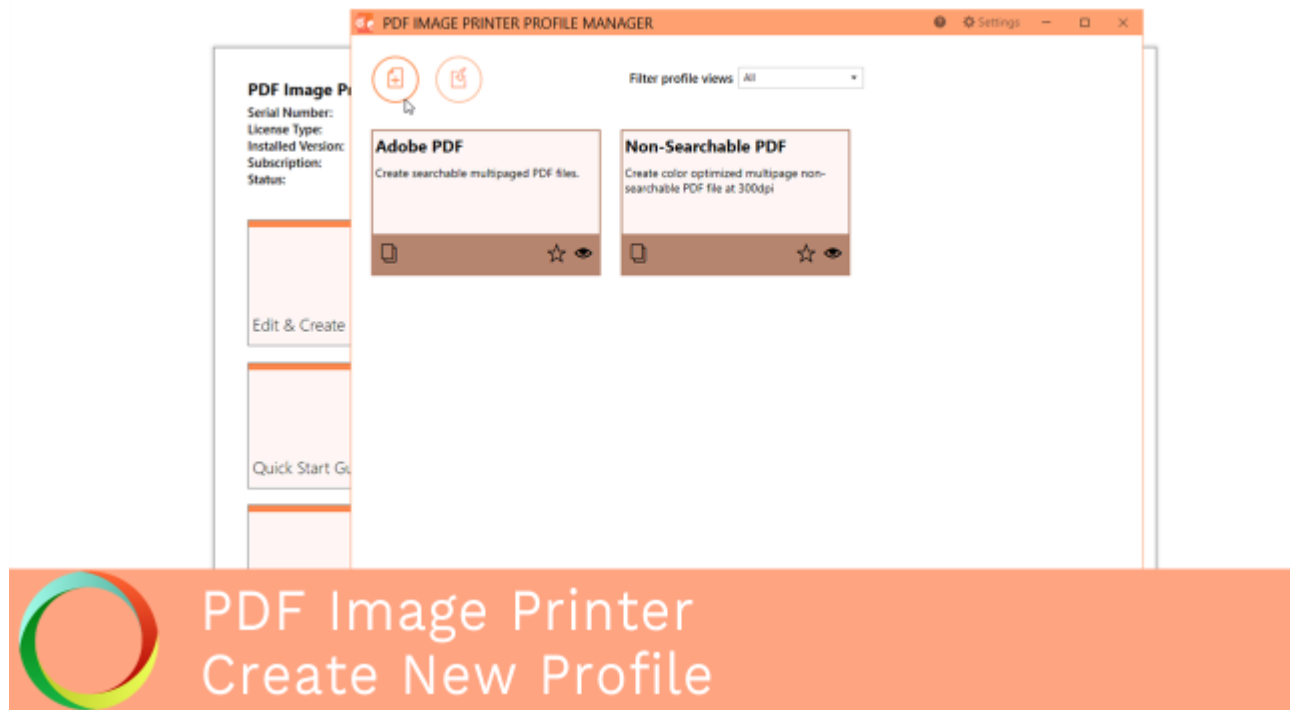 PDF IMAGE PRINTER PROFILE MANAGER
Settings
Filter profile views All
PDF Image
Serial Number:
License Type:
Installed Version:
Subscription:
Status:
Adobe PDF
Create searchable multipaged PDF files.
Non-Searchable PDF
Create color optimized multipage non-
searchable PDF file at 300dpi
Edit & Create
Quick Start
PDF Image Printer
Create New Profile